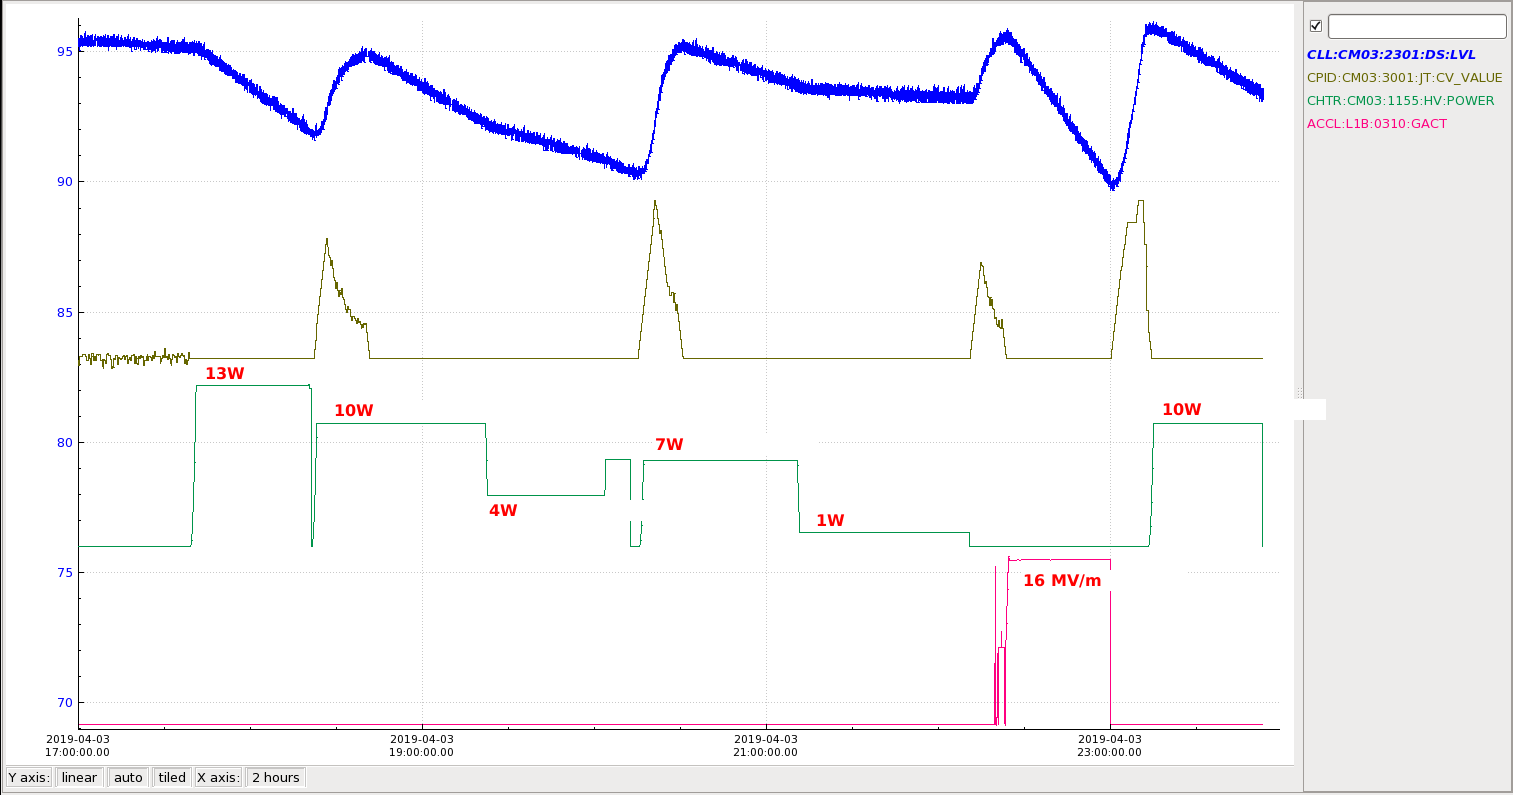 95
90
85
80
75
70
13W
10W
4W
7W
1W
10W
16 MV/m
2019-04-03
17:00:00.00
2019-04-03
19:00:00.00
2019-04-03
21:00:00.00
2019-04-03
23:00:00.00
CLL:CM03:2301:DS:LVL
CPID:CM03:3001:JT:CV_VALUE
CHTR:CM03:1155:HV:POWER
ACCL:L1B:0310:GACT
Y axis: linear auto tiled X axis: 2 hours